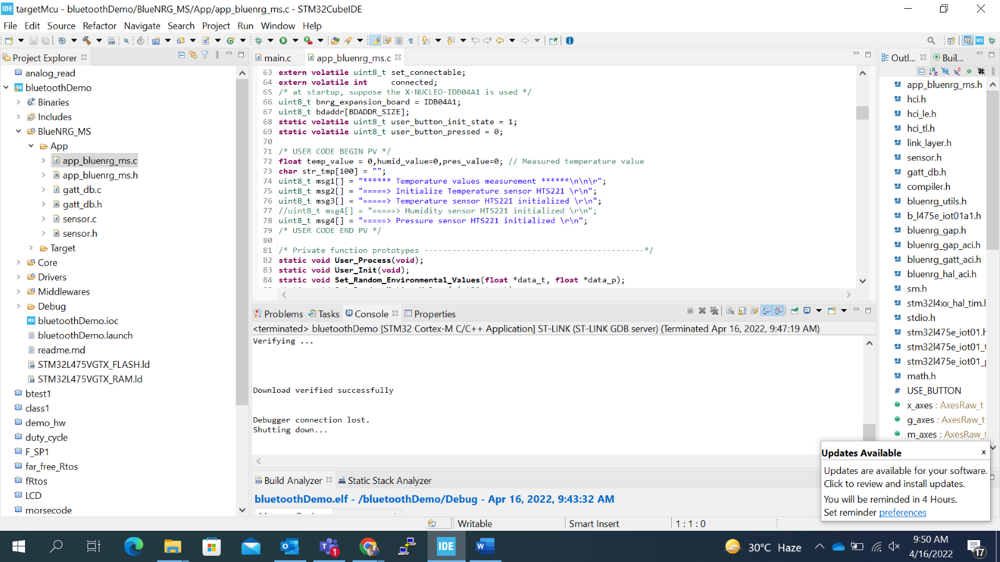 IDE targetMcu - bluetoothDemo/BlueNRG_MS/App/app_bluenrg_ms.c - STM32CubeIDE
File Edit Source Refactor Navigate Search Project Run Window Help
Project Explorer
analog_read
bluetoothDemo
Binaries
Includes
BlueNRG_MS
App
app_bluenrg_ms.c
app_bluenrg_ms.h
gatt_db.c
gatt_db.h
sensor.c
sensor.h
Target
Core
Drivers
Middlewares
Debug
bluetoothDemo.ioc
bluetoothDemo.launch
readme.md
STM32L475VGTX_FLASH.ld
STM32L475VGTX_RAM.ld
btest1
class1
demo_hw
duty_cycle
F_SP1
far_free_Rtos
fRtos
LCD
morsecode
main.c app_bluenrg_ms.c
63 extern volatile uint8_t set_connectable;
64 extern volatile int     connected;
65 /* at startup, suppose the X-NUCLEO-IDB04A1 is used */
66 uint8_t bnrg_expansion_board = IDB04A1;
67 uint8_t bdaddr[BDADDR_SIZE];
68 static volatile uint8_t user_button_init_state = 1;
69 static volatile uint8_t user_button_pressed = 0;
70
71 /* USER CODE BEGIN PV */
72 float temp_value = 0,humid_value=0,pres_value=0; // Measured temperature value
73 char str_tmp[100] = "";
74 uint8_t msg1[] = "****** Temperature values measurement ******\n\n\r";
75 uint8_t msg2[] = "=====> Initialize Temperature sensor HTS221 \r\n";
76 uint8_t msg3[] = "=====> Temperature sensor HTS221 initialized \r\n";
77 //uint8_t msg4[] = "=====> Humidity sensor HTS221 initialized \r\n";
78 uint8_t msg4[] = "=====> Pressure sensor HTS221 initialized \r\n";
79 /* USER CODE END PV */
80
81 /* Private function prototypes -----------------------------------------------*/
82 static void User_Process(void);
83 static void User_Init(void);
84 static void Set_Random_Environmental_Values(float *data_t, float *data_p);
Problems Tasks Console Properties
<terminated> bluetoothDemo [STM32 Cortex-M C/C++ Application] ST-LINK (ST-LINK GDB server) (Terminated Apr 16, 2022, 9:47:19 AM)
Verifying ...
Download verified successfully
Debugger connection lost.
Shutting down...
Build Analyzer Static Stack Analyzer
bluetoothDemo.elf - /bluetoothDemo/Debug - Apr 16, 2022, 9:43:32 AM
Outl... Buil...
app_bluenrg_ms.h
hci.h
hci_le.h
hci_tl.h
link_layer.h
sensor.h
gatt_db.h
compiler.h
bluenrg_utils.h
b_l475e_iot01a1.h
bluenrg_gap.h
bluenrg_gap_aci.h
bluenrg_gatt_aci.h
bluenrg_hal_aci.h
sm.h
stm32l4xx_hal_tim.h
stdio.h
stm32l475e_iot01.h
stm32l475e_iot01_t
stm32l475e_iot01_p
math.h
# USE_BUTTON
x_axes : AxesRaw_t
g_axes : AxesRaw_t
m_axes : AxesRaw_t
Updates Available x
Updates are available for your software.
Click to review and install updates.
You will be reminded in 4 Hours.
Set reminder preferences
Writable Smart Insert 1 : 1 : 0
1 IDE 30°C Haze 9:50 AM
4/16/2022
17